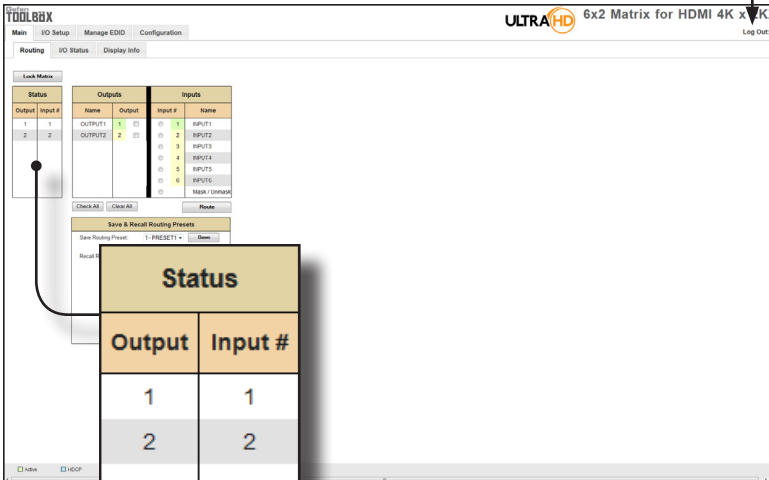 Gefen
TOOLBOX
ULTRA HD 6x2 Matrix for HDMI 4K x 2K
Main I/O Setup Manage EDID Configuration
Log Out
Routing I/O Status Display Info
Lock Matrix
Status Outputs Inputs
Output Input # Name Output Input # Name
1 1 OUTPUT1 1 1 INPUT1
2 2 OUTPUT2 2 2 INPUT2
3 INPUT3
4 INPUT4
5 INPUT5
6 INPUT6
Mask / Unmask
Check All Clear All Route
Save & Recall Routing Presets
Save Routing Preset: 1 - PRESET1 Save
Recall R
Status
Output Input #
1 1
2 2
Active HDCP